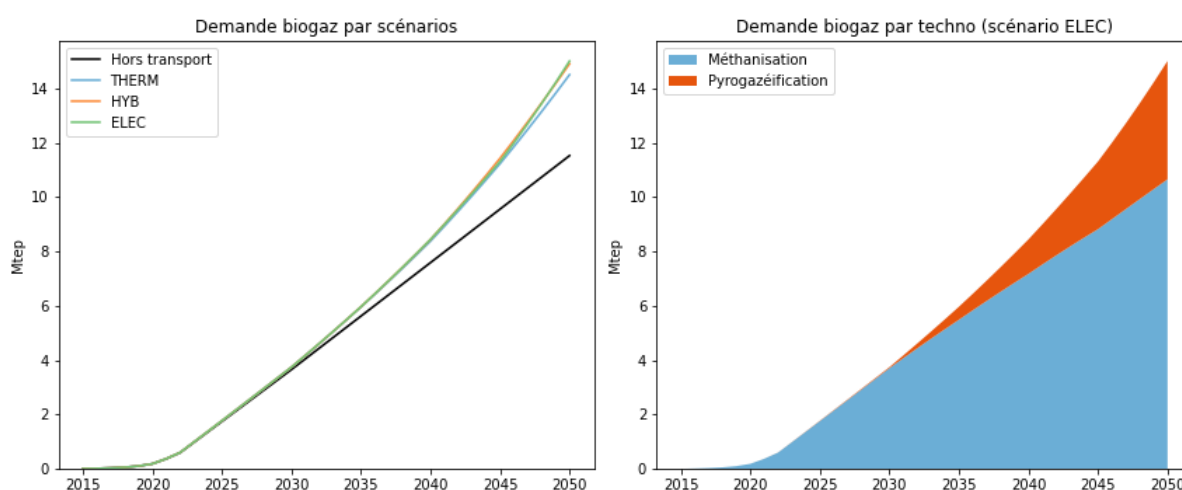 Demande biogaz par scénarios
Hors transport
THERM
HYB
ELEC
Mtep
14
12
10
8
6
4
2
0
2015 2020 2025 2030 2035 2040 2045 2050
Demande biogaz par techno (scénario ELEC)
Méthanisation
Pyrogazéification
Mtep
14
12
10
8
6
4
2
0
2015 2020 2025 2030 2035 2040 2045 2050